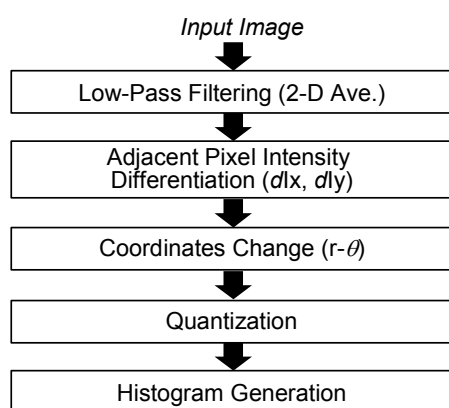 Input Image
Low-Pass Filtering (2-D Ave.)
Adjacent Pixel Intensity
Differentiation (dIx, dIy)
Coordinates Change (r-θ)
Quantization
Histogram Generation